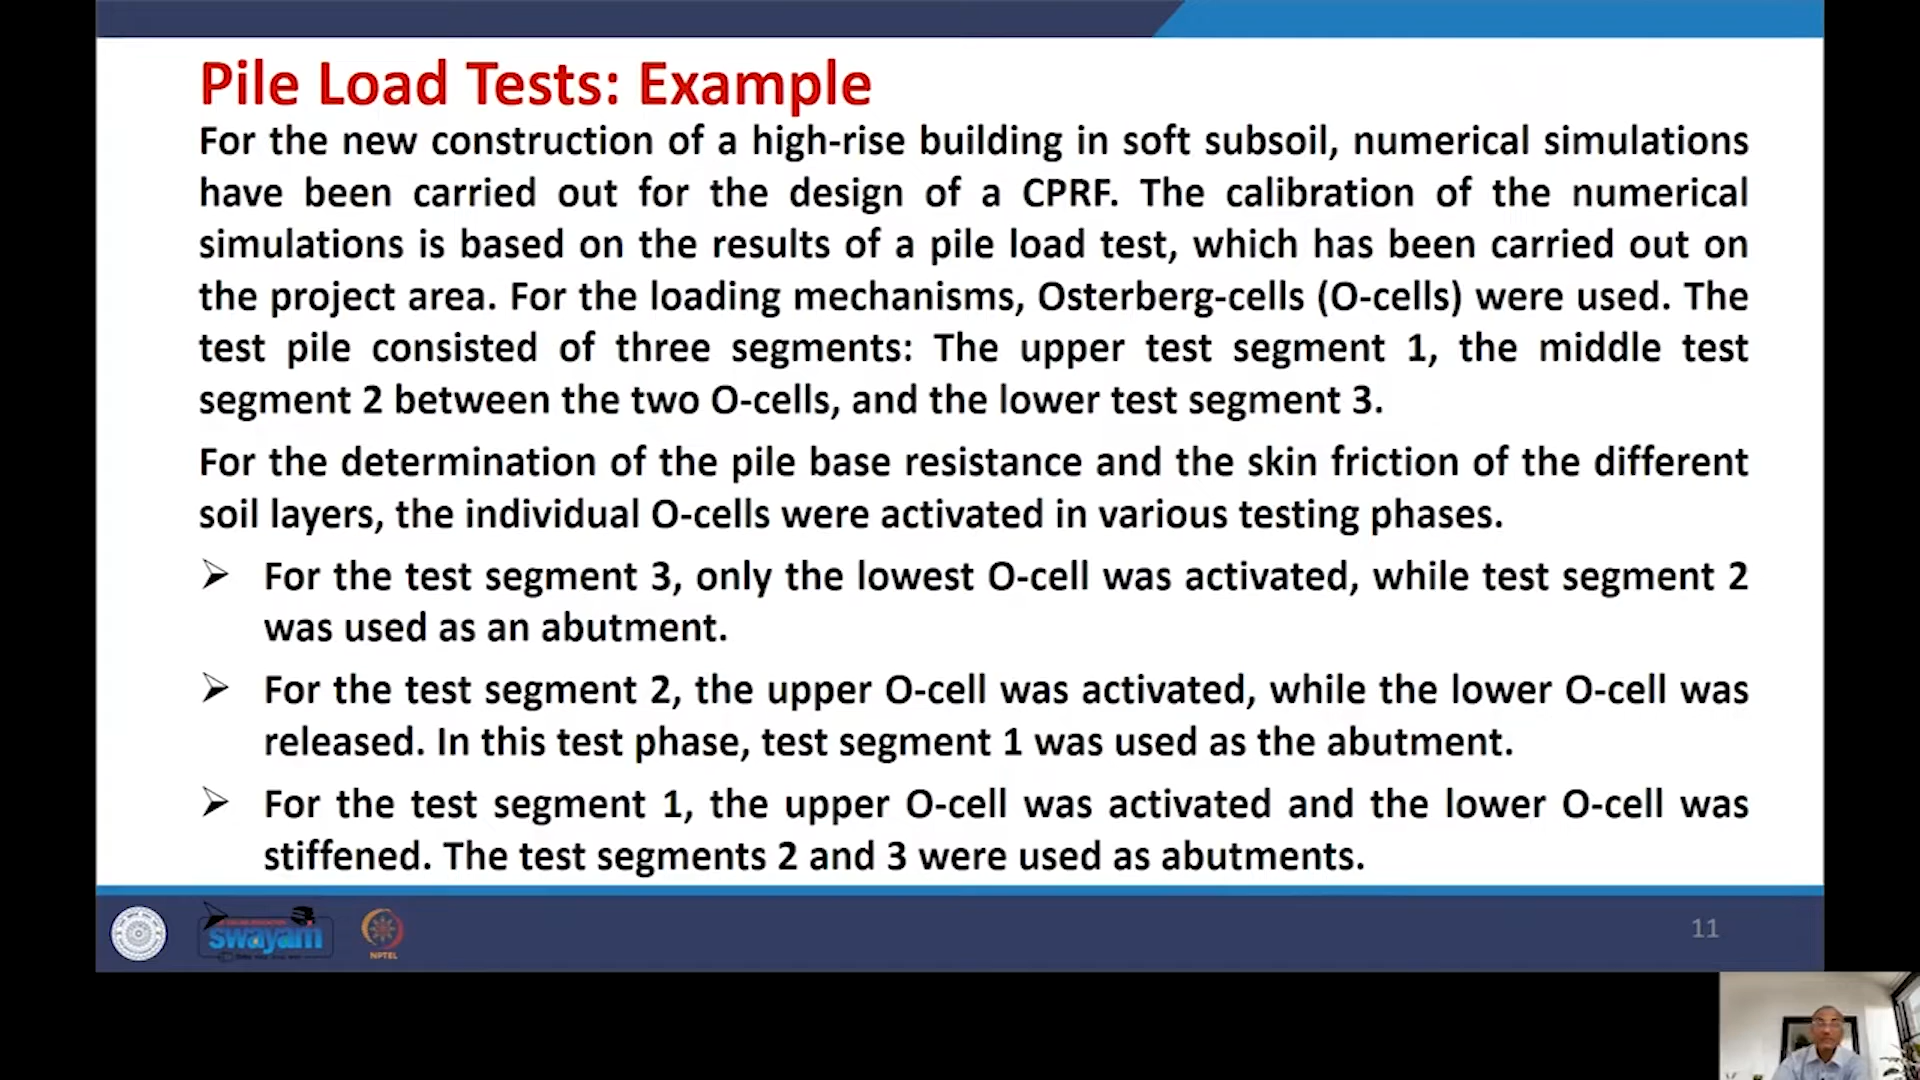 Pile Load Tests: Example
For the new construction of a high-rise building in soft subsoil, numerical simulations
have been carried out for the design of a CPRF. The calibration of the numerical
simulations is based on the results of a pile load test, which has been carried out on
the project area. For the loading mechanisms, Osterberg-cells (O-cells) were used. The
test pile consisted of three segments: The upper test segment 1, the middle test
segment 2 between the two O-cells, and the lower test segment 3.
For the determination of the pile base resistance and the skin friction of the different
soil layers, the individual O-cells were activated in various testing phases.
For the test segment 3, only the lowest O-cell was activated, while test segment 2
was used as an abutment.
For the test segment 2, the upper O-cell was activated, while the lower O-cell was
released. In this test phase, test segment 1 was used as the abutment.
For the test segment 1, the upper O-cell was activated and the lower O-cell was
stiffened. The test segments 2 and 3 were used as abutments.
swayam
NPTEL
11